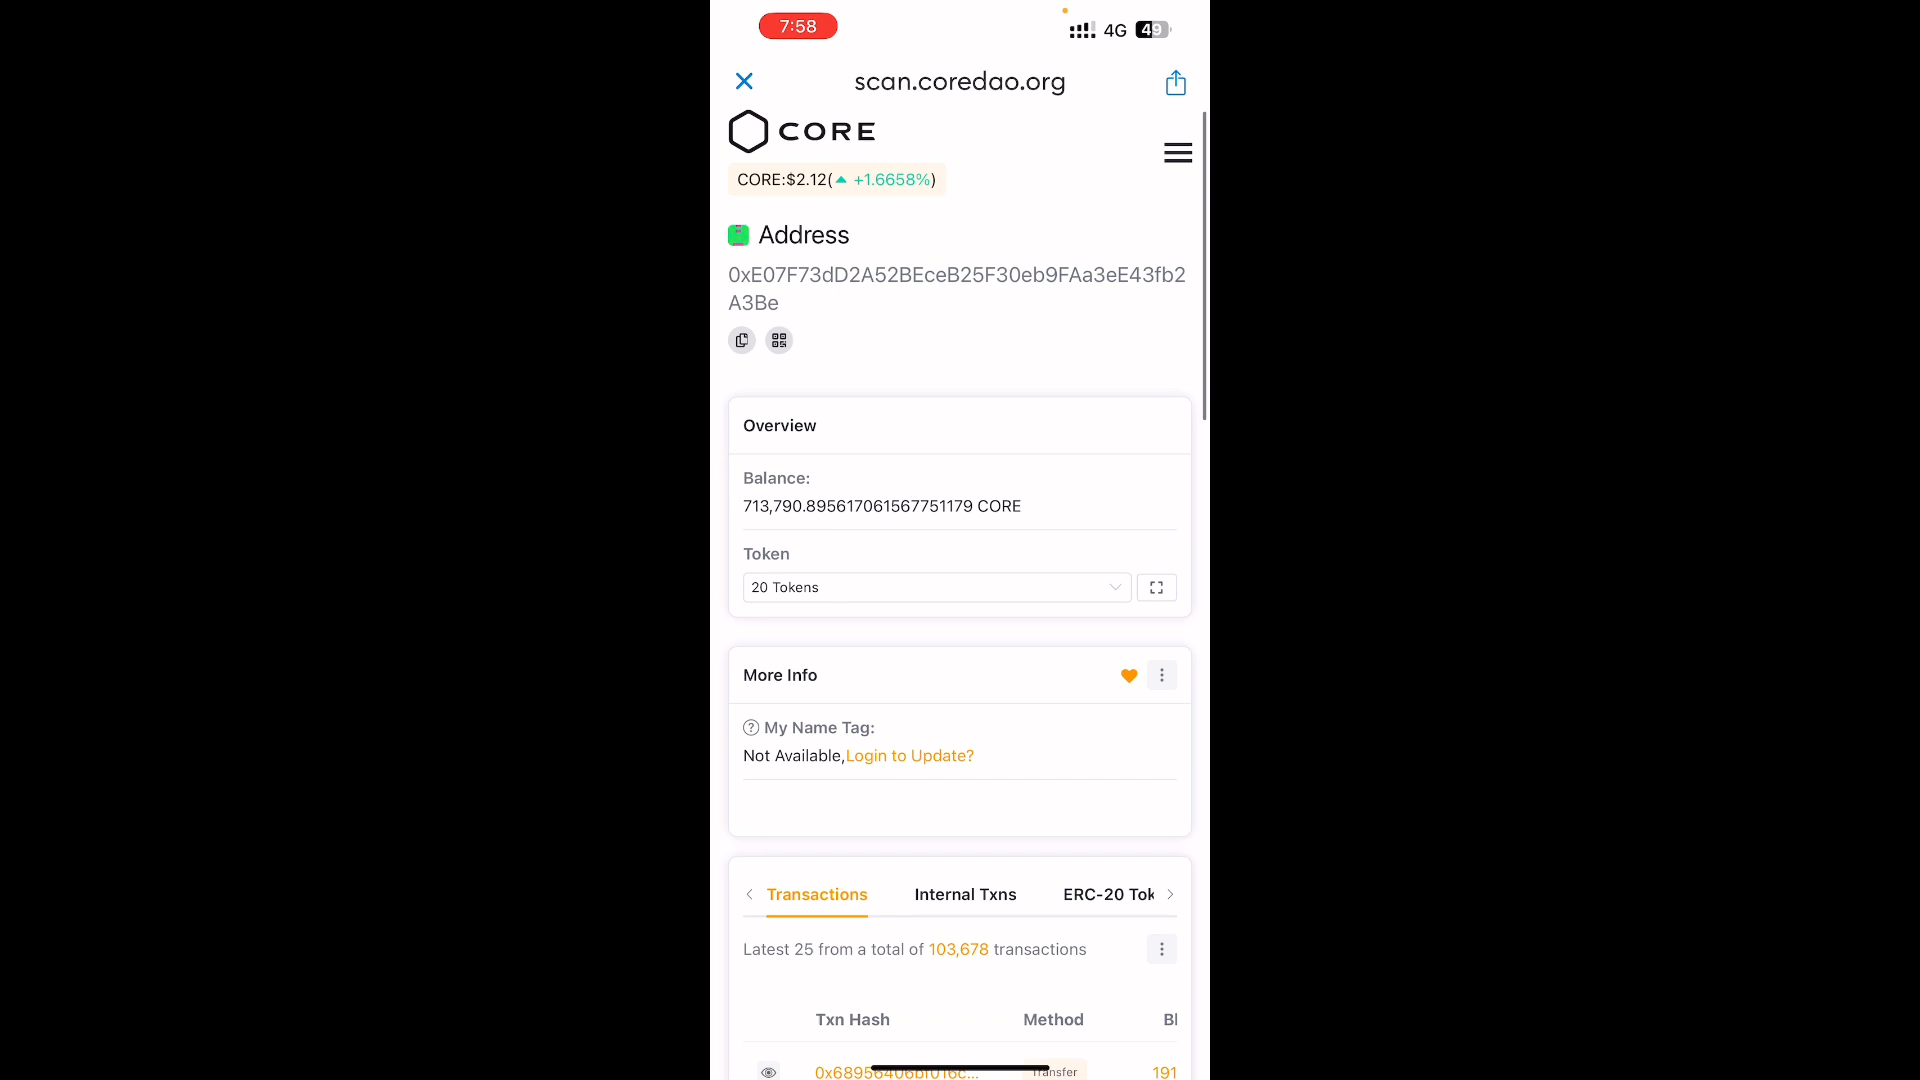 7:58
4G 49
scan.coredao.org
CORE
CORE:$2.12( +1.6658%)
Address
0xE07F73dD2A52BEceB25F30eb9FAa3eE43fb2
A3Be
Overview
Balance:
713,790.895617061567751179 CORE
Token
20 Tokens
More Info
My Name Tag:
Not Available,Login to Update?
Transactions Internal Txns ERC-20 Tok
Latest 25 from a total of 103,678 transactions
Txn Hash Method Bl
Transfer 191